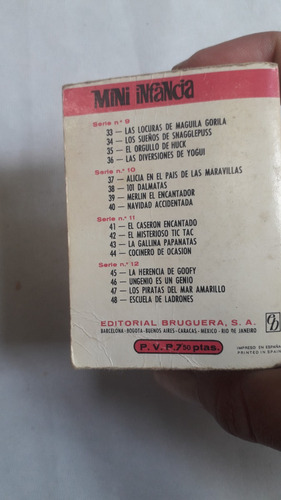 MINI INFANCIA
Serie n.º 9
33 — LAS LOCURAS DE MAGUILA GORILA
34 — LOS SUEÑOS DE SNAGGLEPUSS
35 — EL ORGULLO DE HUCK
36 — LAS DIVERSIONES DE YOGUI
Serie n.º 10
37 — ALICIA EN EL PAIS DE LAS MARAVILLAS
38 — 101 DALMATAS
39 — MERLIN EL ENCANTADOR
40 — NAVIDAD ACCIDENTADA
Serie n.º 11
41 — EL CASERON ENCANTADO
42 — EL MISTERIOSO TIC TAC
43 — LA GALLINA PAPANATAS
44 — COCINERO DE OCASION
Serie n.º 12
45 — LA HERENCIA DE GOOFY
46 — UNGENIO ES UN GENIO
47 — LOS PIRATAS DEL MAR AMARILLO
48 — ESCUELA DE LADRONES
EDITORIAL BRUGUERA, S. A.
BARCELONA - BOGOTA - BUENOS AIRES - CARACAS - MEXICO - RIO DE JANEIRO
P. V. P. 7'50 ptas.
IMPRESO EN ESPAÑA
PRINTED IN SPAIN